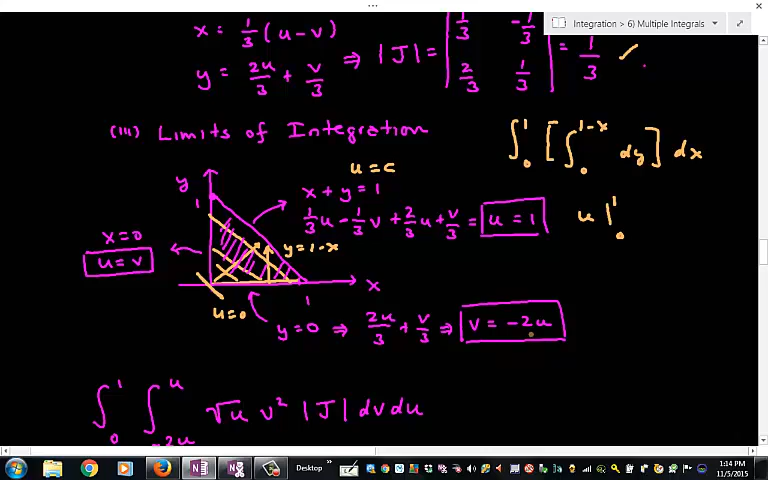 ...
Integration > 6) Multiple Integrals
x = 1/3 (u - v)
y = 2u/3 + v/3 ⇒ |J| = | 1/3 -1/3 2/3 1/3 | = 1/3 ✓
(iii) Limits of Integration
∫₀¹ [∫₀^(1-x) dy] dx
u = c
y
1
x + y = 1
1/3 u - 1/3 v + 2/3 u + v/3 = u = 1
u |₀¹
x = 0
u = v
y = 1-x
x
1
u = 0
y = 0 ⇒ 2u/3 + v/3 ⇒ v = -2u
∫₀¹ ∫₋₂ᵤᵘ √u v² |J| dv du
Desktop
1:14 PM
11/5/2015